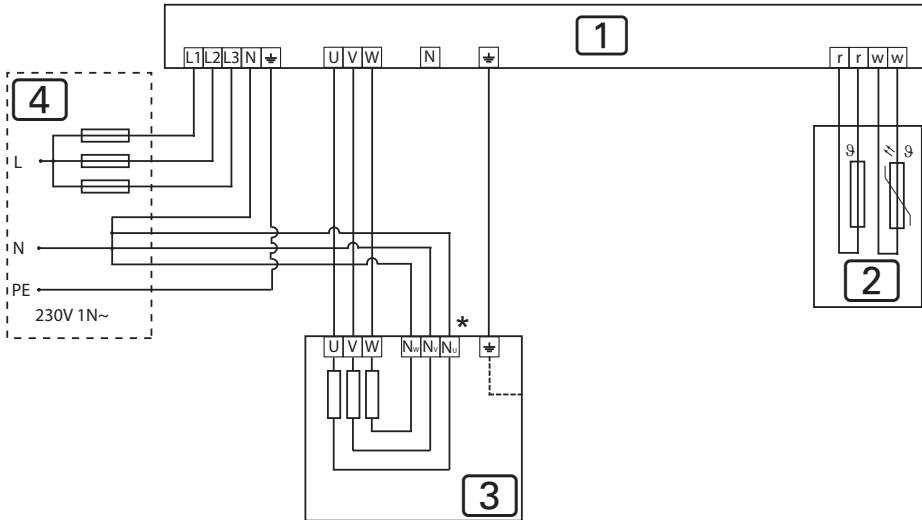 1
L1 L2 L3 N ⏚ U V W N ⏚ r r w w
4
L
N
PE
230V 1N~
ϑ ϑ
2
*
U V W Nw Nv Nu ⏚
3